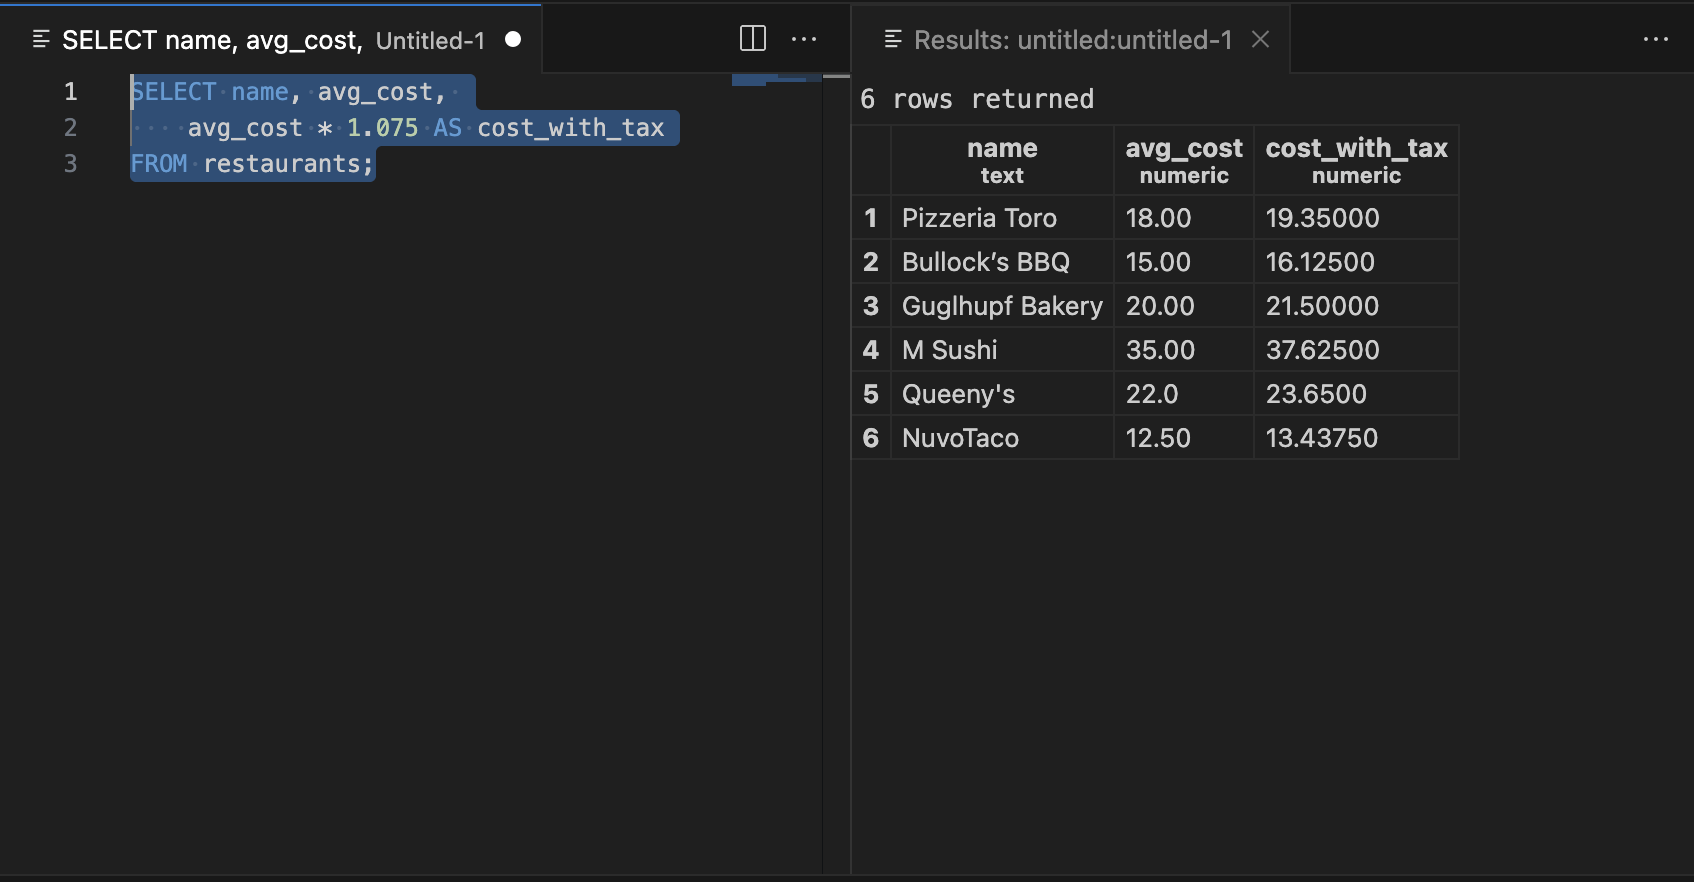 SELECT name, avg_cost, Untitled-1
Results: untitled:untitled-1
1 SELECT name, avg_cost,
2 avg_cost * 1.075 AS cost_with_tax
3 FROM restaurants;
6 rows returned
name avg_cost cost_with_tax
text numeric numeric
1 Pizzeria Toro 18.00 19.35000
2 Bullock’s BBQ 15.00 16.12500
3 Guglhupf Bakery 20.00 21.50000
4 M Sushi 35.00 37.62500
5 Queeny's 22.0 23.6500
6 NuvoTaco 12.50 13.43750